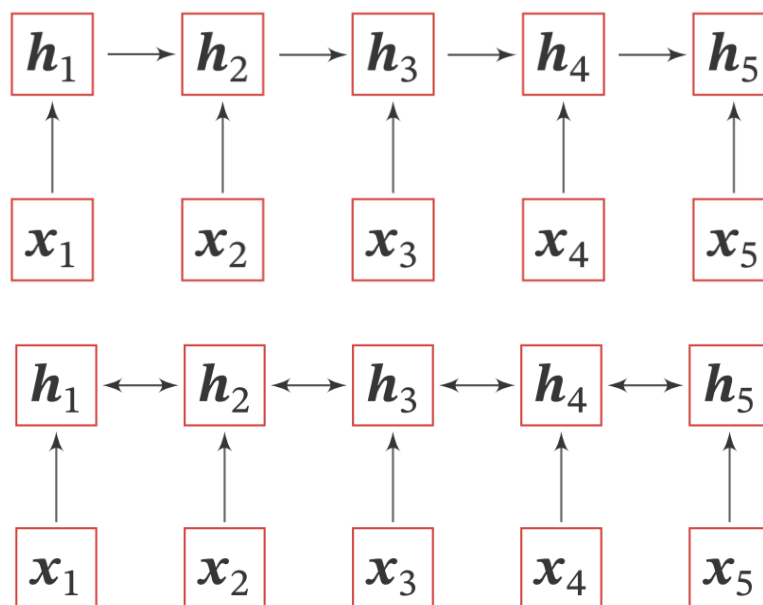 h₁ h₂ h₃ h₄ h₅
x₁ x₂ x₃ x₄ x₅
h₁ h₂ h₃ h₄ h₅
x₁ x₂ x₃ x₄ x₅